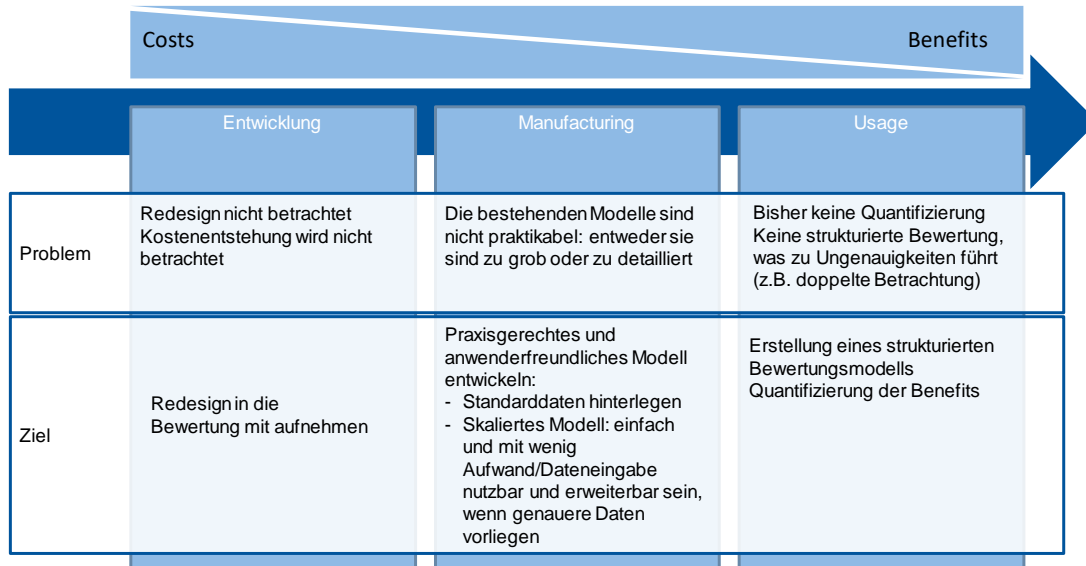 Costs
Benefits
Entwicklung
Manufacturing
Usage
Problem
Redesign nicht betrachtet
Kostenentstehung wird nicht
betrachtet
Die bestehenden Modelle sind
nicht praktikabel: entweder sie
sind zu grob oder zu detailliert
Bisher keine Quantifizierung
Keine strukturierte Bewertung,
was zu Ungenauigkeiten führt
(z.B. doppelte Betrachtung)
Ziel
Redesign in die
Bewertung mit aufnehmen
Praxisgerechtes und
anwenderfreundliches Modell
entwickeln:
- Standarddaten hinterlegen
- Skaliertes Modell: einfach
und mit wenig
Aufwand/Dateneingabe
nutzbar und erweiterbar sein,
wenn genauere Daten
vorliegen
Erstellung eines strukturierten
Bewertungsmodells
Quantifizierung der Benefits